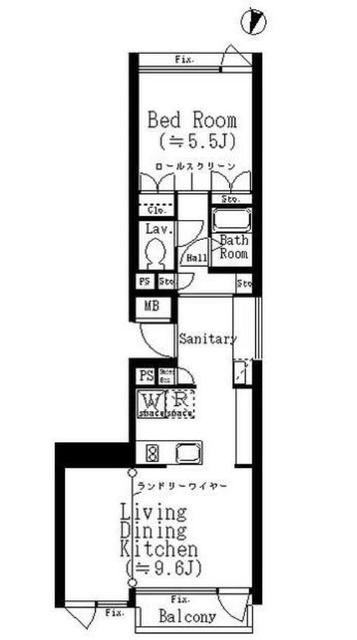 Fix.
Bed Room
(≒5.5J)
ロールスクリーン
Clo.
Sto.
Lav.
Bath
Room
Hall
PS
Sto
Sto
MB
Sanitary
PS
W
R
space
space
ランドリーワイヤー
Living
Dining
Kitchen
(≒9.6J)
Fix.
Fix.
Balcony